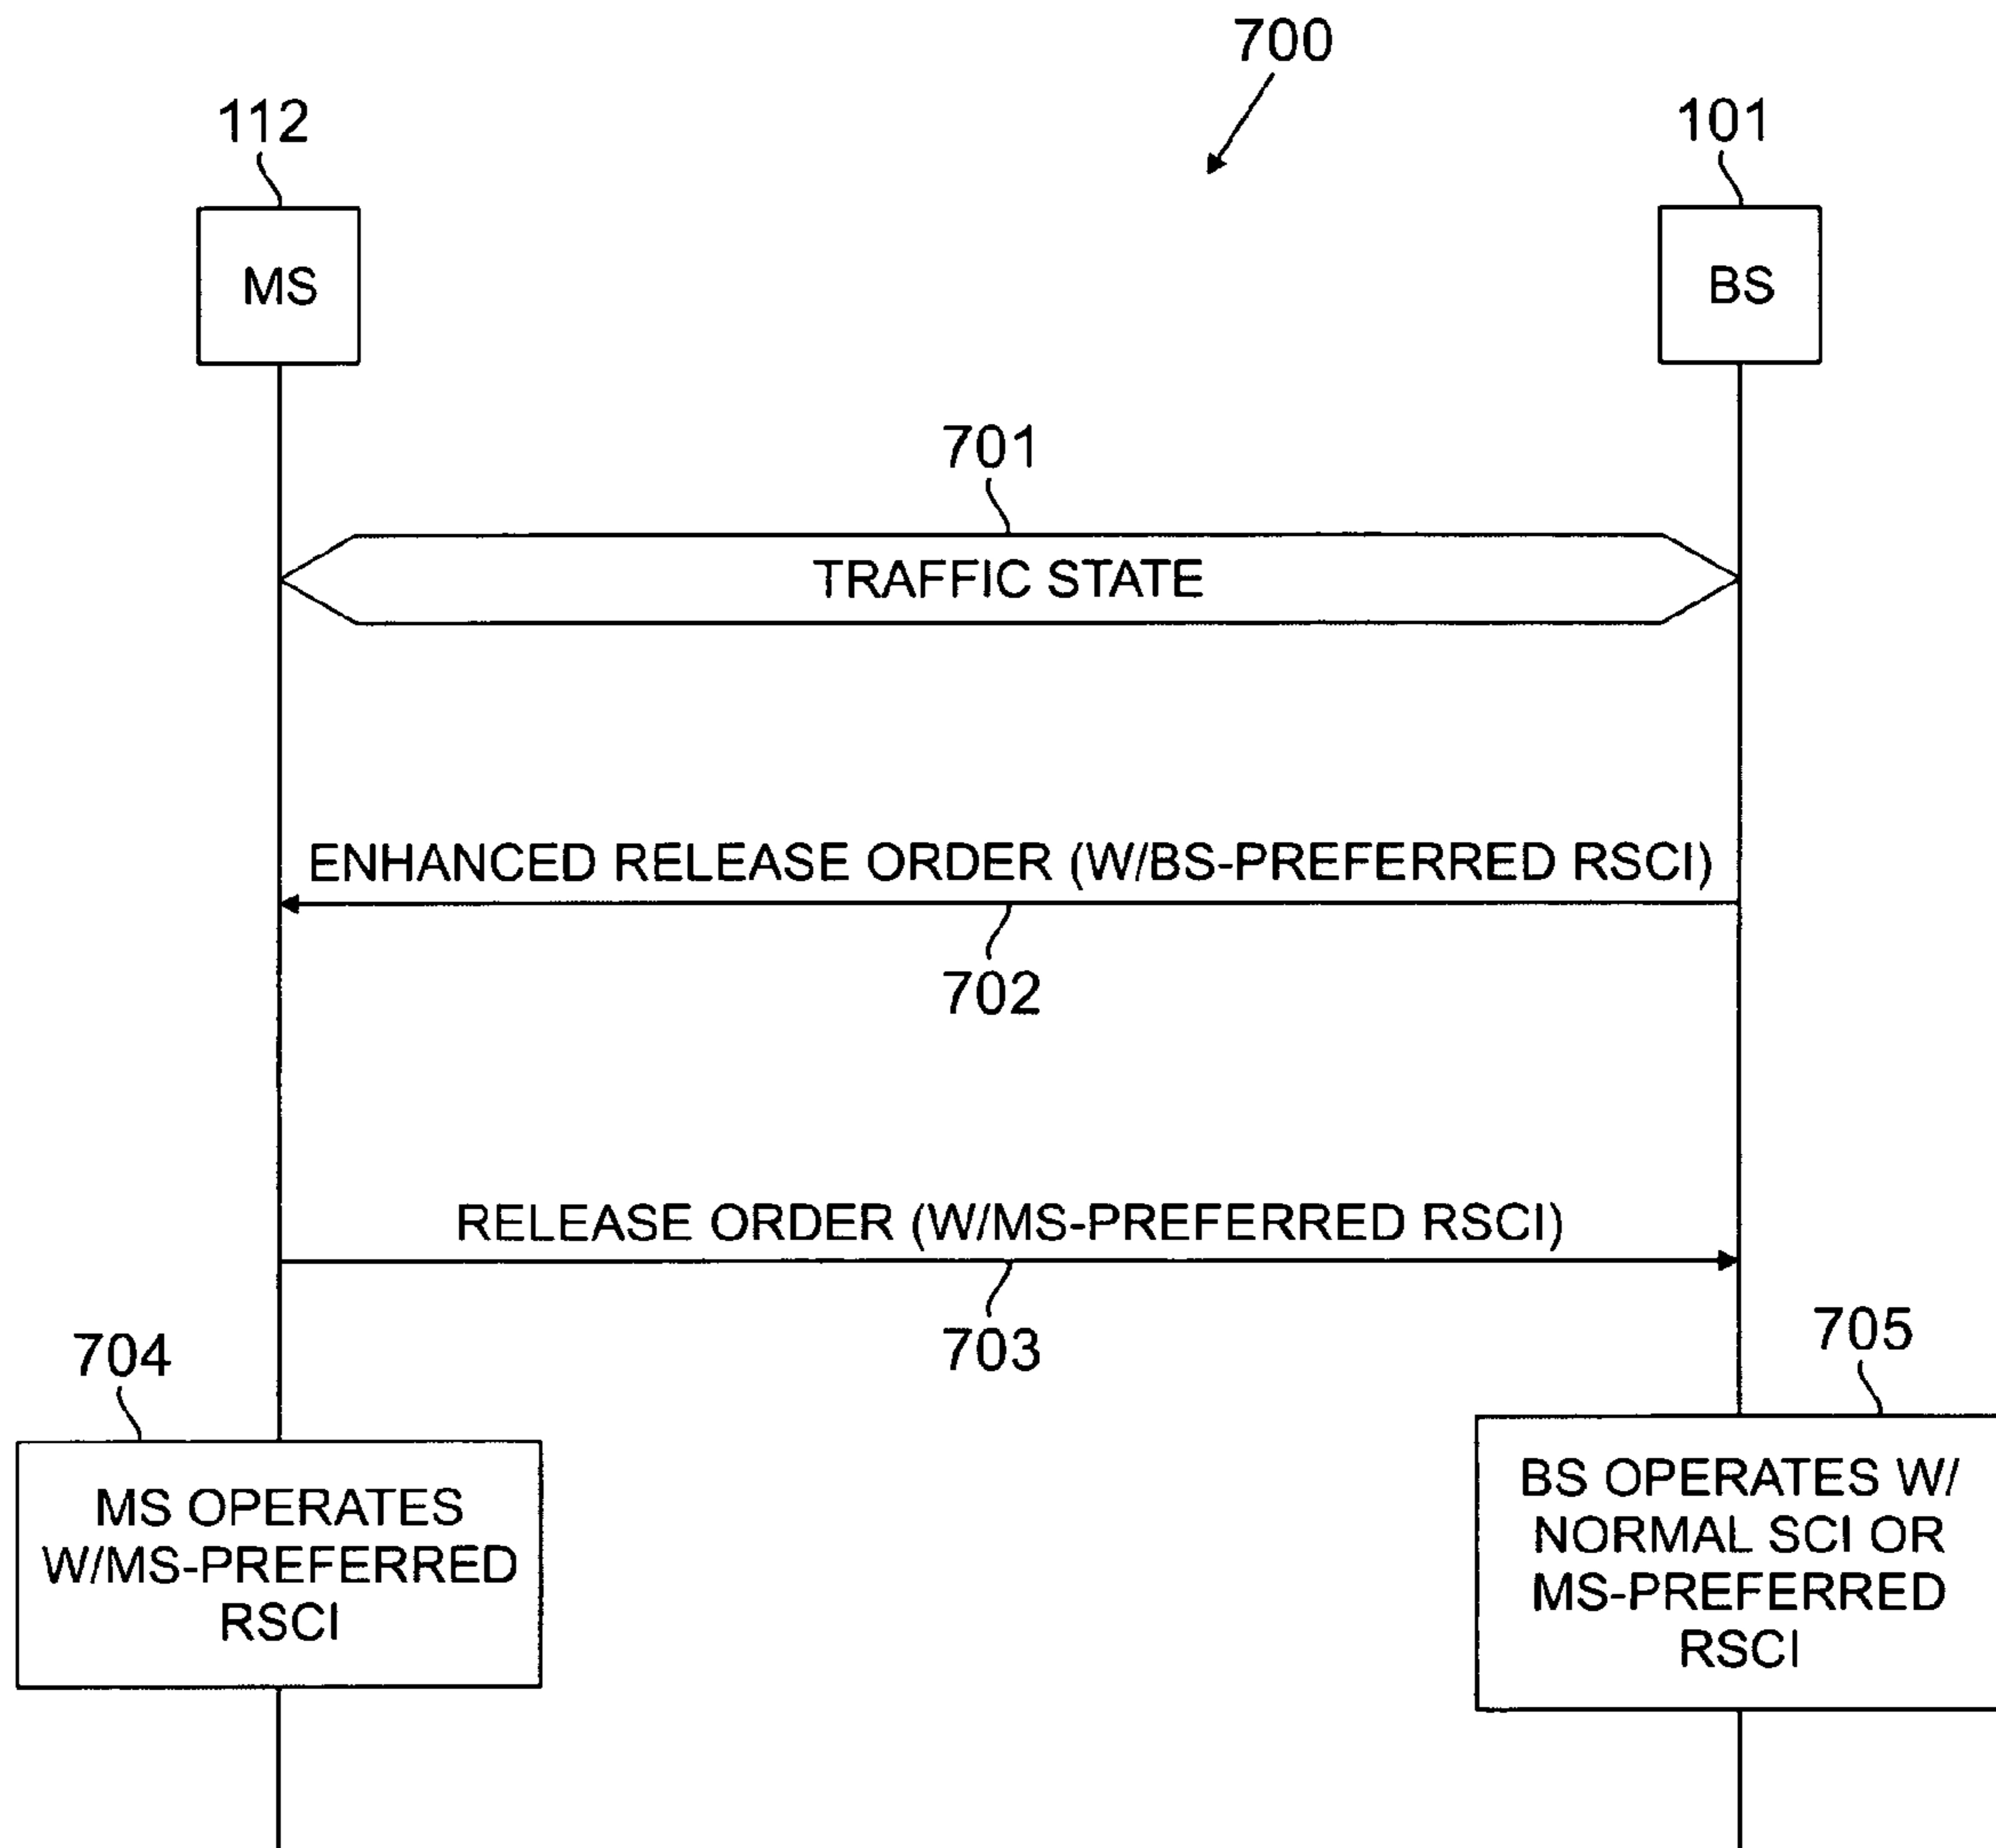 700
112
101
MS
BS
701
TRAFFIC STATE
ENHANCED RELEASE ORDER (W/BS-PREFERRED RSCI)
702
RELEASE ORDER (W/MS-PREFERRED RSCI)
703
704
705
MS OPERATES
W/MS-PREFERRED
RSCI
BS OPERATES W/
NORMAL SCI OR
MS-PREFERRED
RSCI